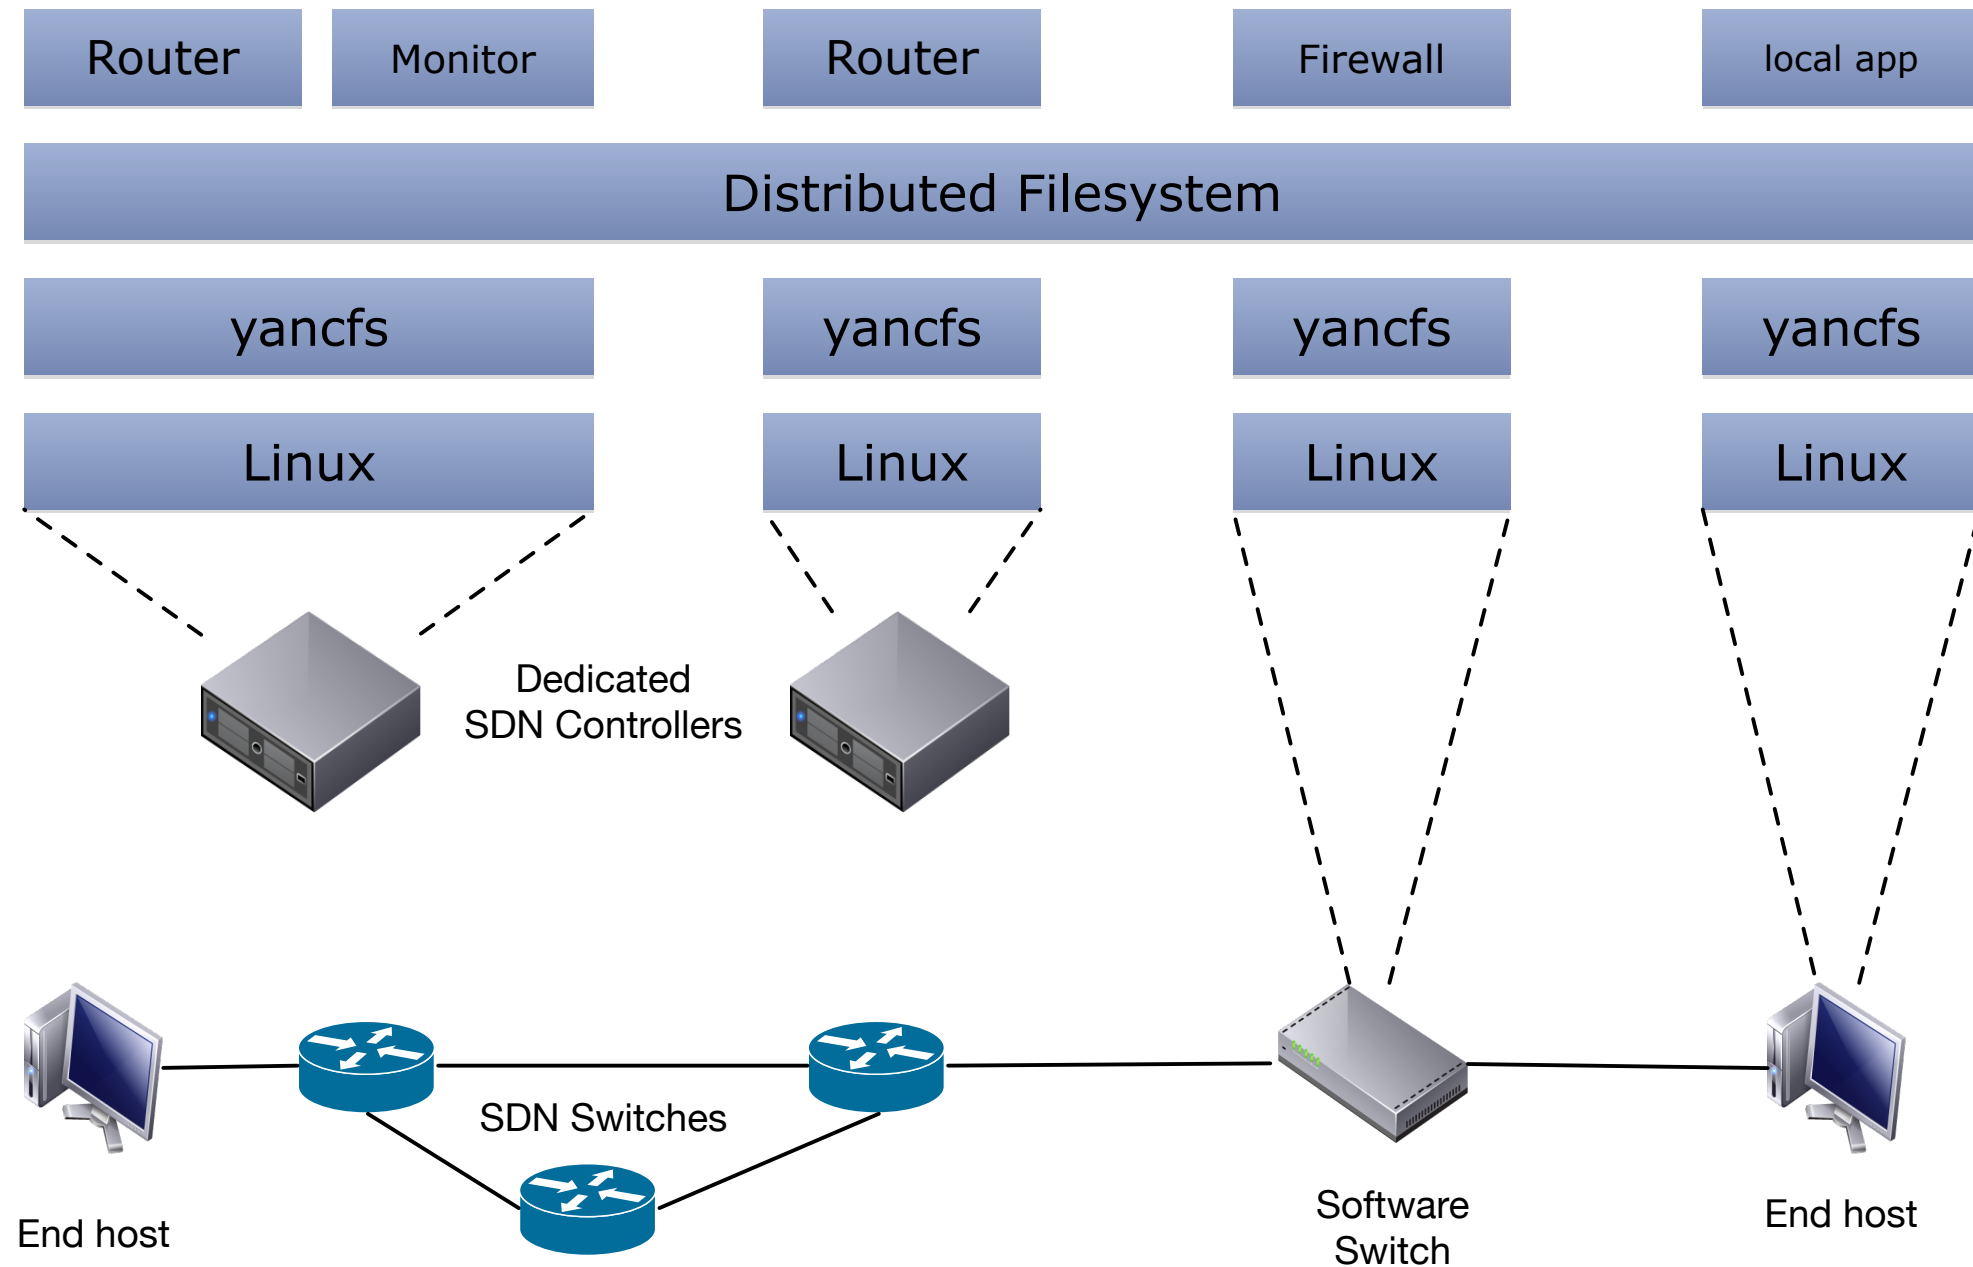 Router
Monitor
Router
Firewall
local app
Distributed Filesystem
yancfs
yancfs
yancfs
yancfs
Linux
Linux
Linux
Linux
Dedicated
SDN Controllers
SDN Switches
End host
Software
Switch
End host